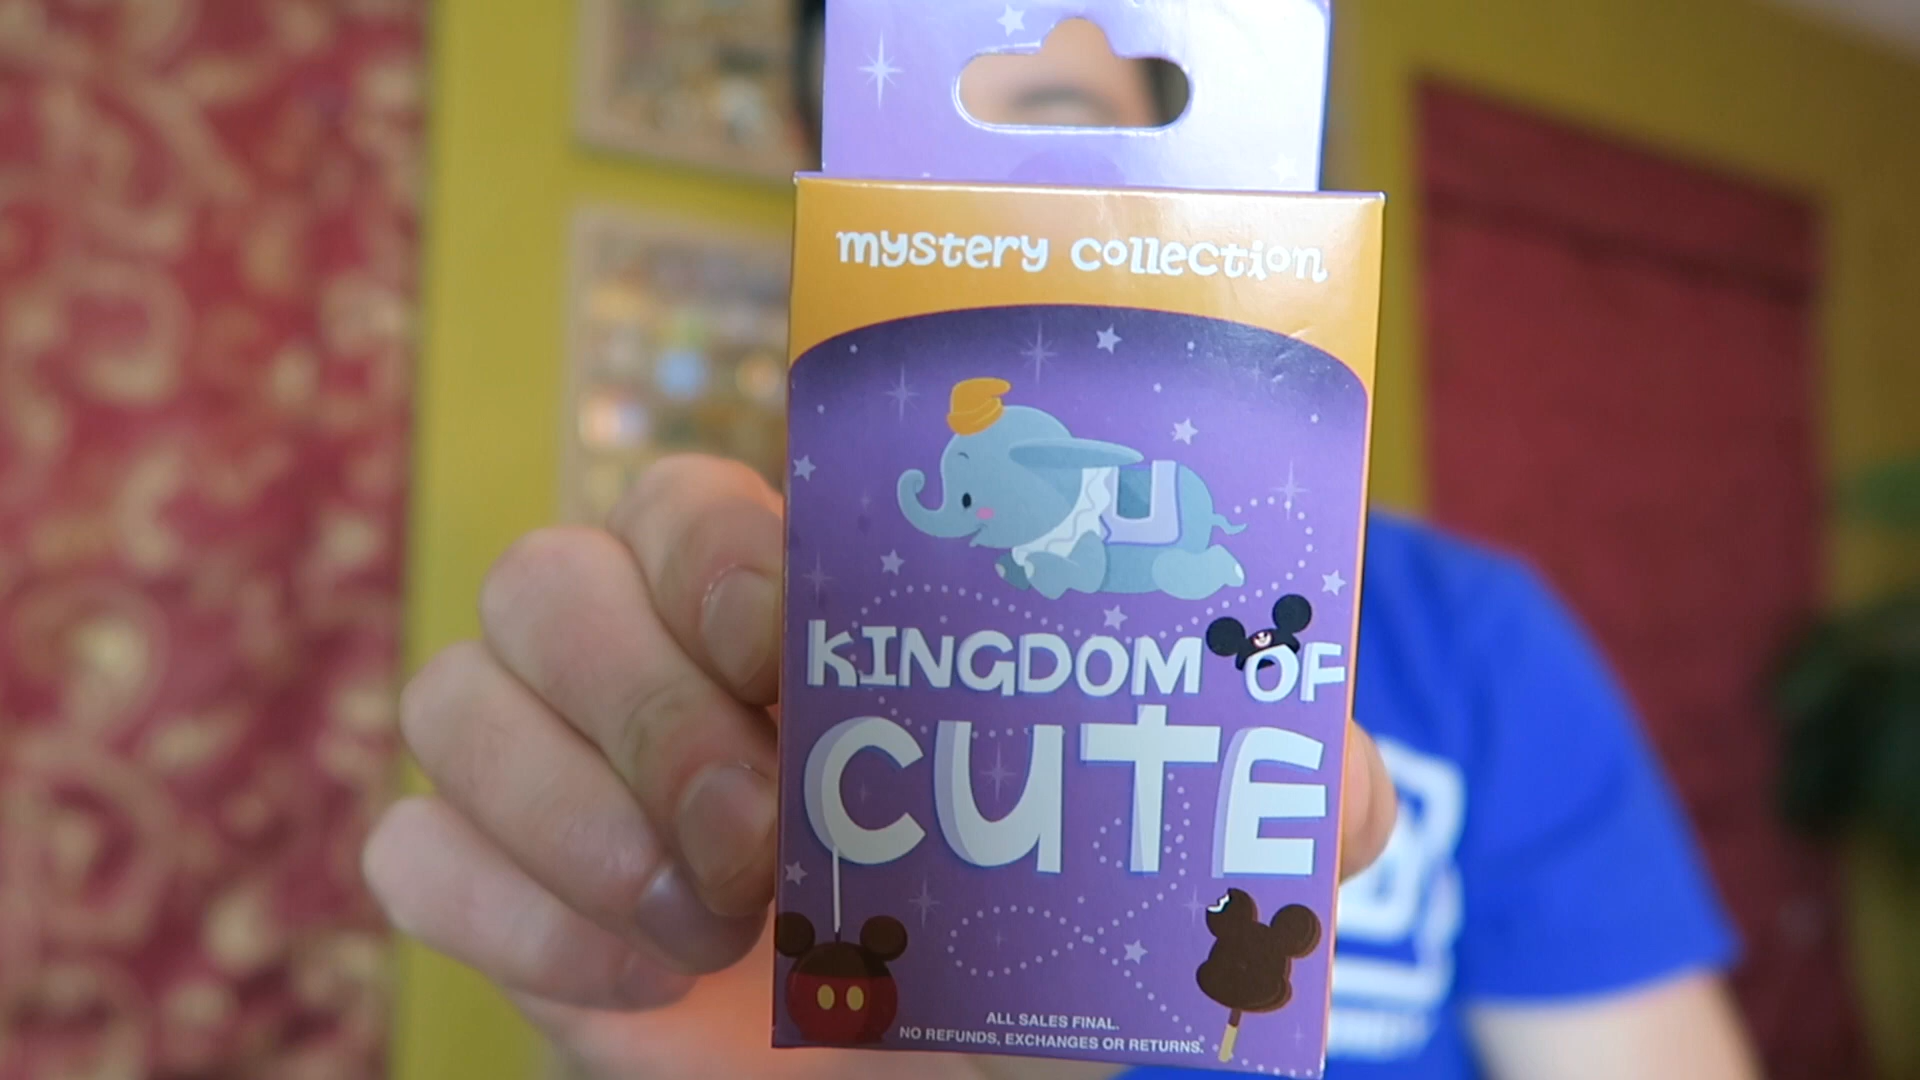 mystery collection
KINGDOM OF
CUTE
ALL SALES FINAL.
NO REFUNDS, EXCHANGES OR RETURNS.